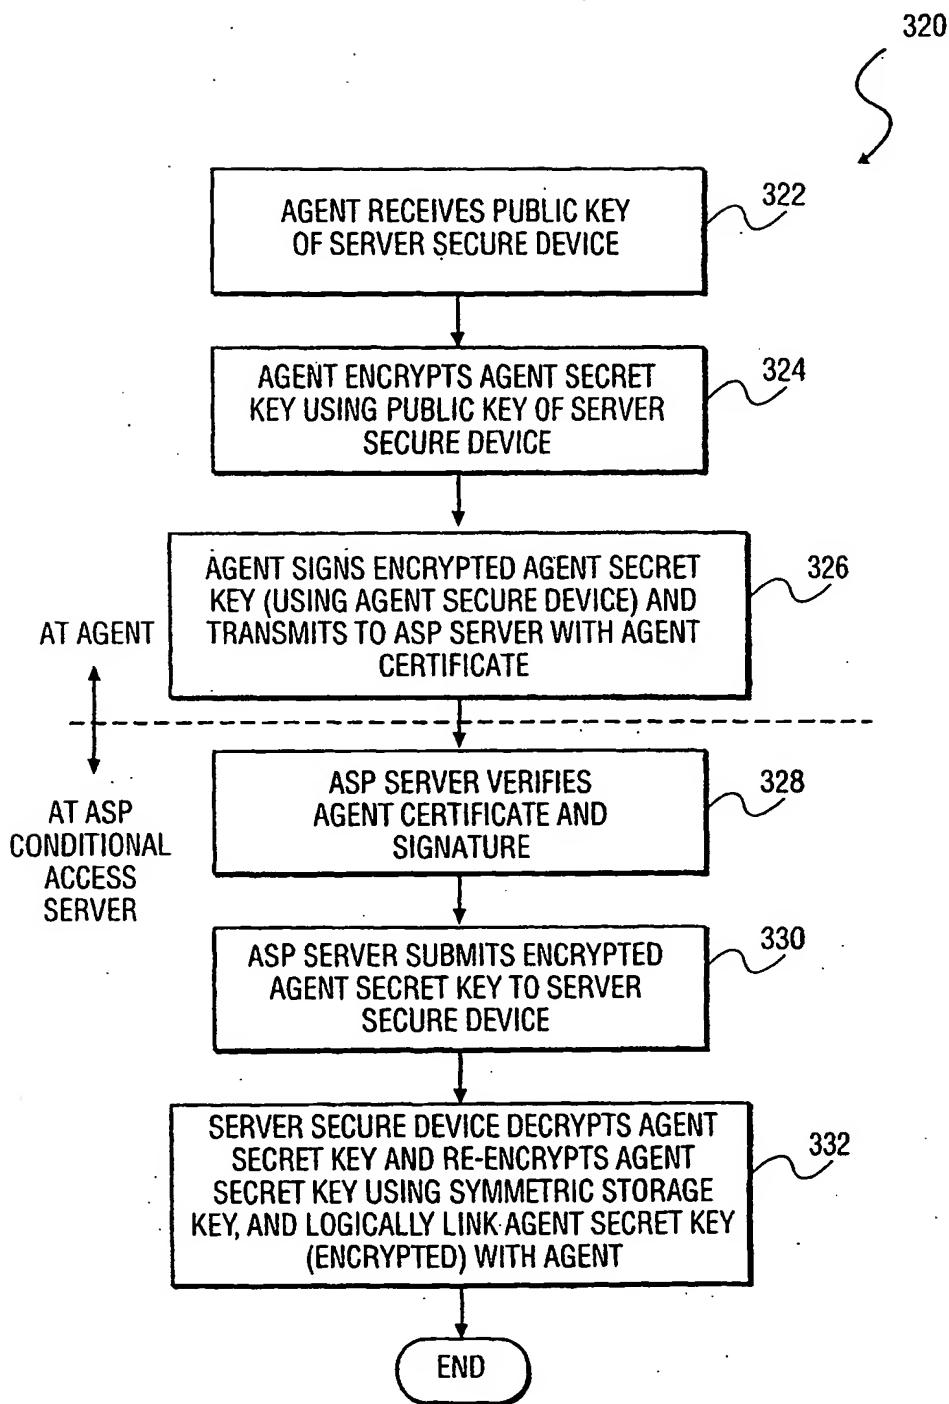 320
AGENT RECEIVES PUBLIC KEY
OF SERVER SECURE DEVICE
322
AGENT ENCRYPTS AGENT SECRET
KEY USING PUBLIC KEY OF SERVER
SECURE DEVICE
324
AGENT SIGNS ENCRYPTED AGENT SECRET
KEY (USING AGENT SECURE DEVICE) AND
TRANSMITS TO ASP SERVER WITH AGENT
CERTIFICATE
326
AT AGENT
AT ASP
CONDITIONAL
ACCESS
SERVER
ASP SERVER VERIFIES
AGENT CERTIFICATE AND
SIGNATURE
328
ASP SERVER SUBMITS ENCRYPTED
AGENT SECRET KEY TO SERVER
SECURE DEVICE
330
SERVER SECURE DEVICE DECRYPTS AGENT
SECRET KEY AND RE-ENCRYPTS AGENT
SECRET KEY USING SYMMETRIC STORAGE
KEY, AND LOGICALLY LINK AGENT SECRET KEY
(ENCRYPTED) WITH AGENT
332
END